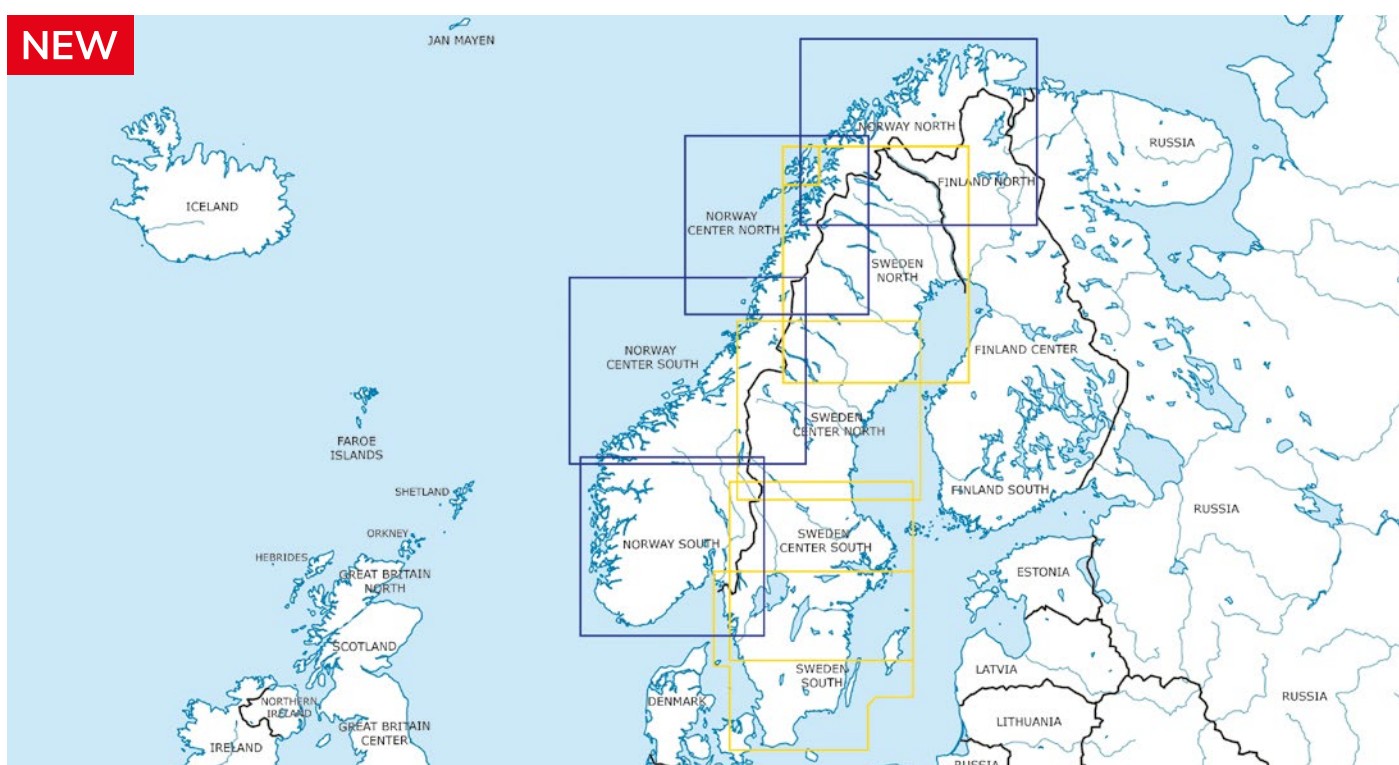 NEW
JAN MAYEN
NORWAY NORTH
RUSSIA
FINLAND NORTH
ICELAND
NORWAY
CENTER NORTH
SWEDEN
NORTH
NORWAY
CENTER SOUTH
FINLAND CENTER
SWEDEN
CENTER NORTH
FAROE
ISLANDS
SHETLAND
FINLAND SOUTH
RUSSIA
ORKNEY
NORWAY SOUTH
SWEDEN
CENTER SOUTH
HEBRIDES
GREAT BRITAIN
NORTH
ESTONIA
SCOTLAND
LATVIA
SWEDEN
SOUTH
RUSSIA
NORTHERN
IRELAND
DENMARK
LITHUANIA
GREAT BRITAIN
CENTER
IRELAND
RUSSIA